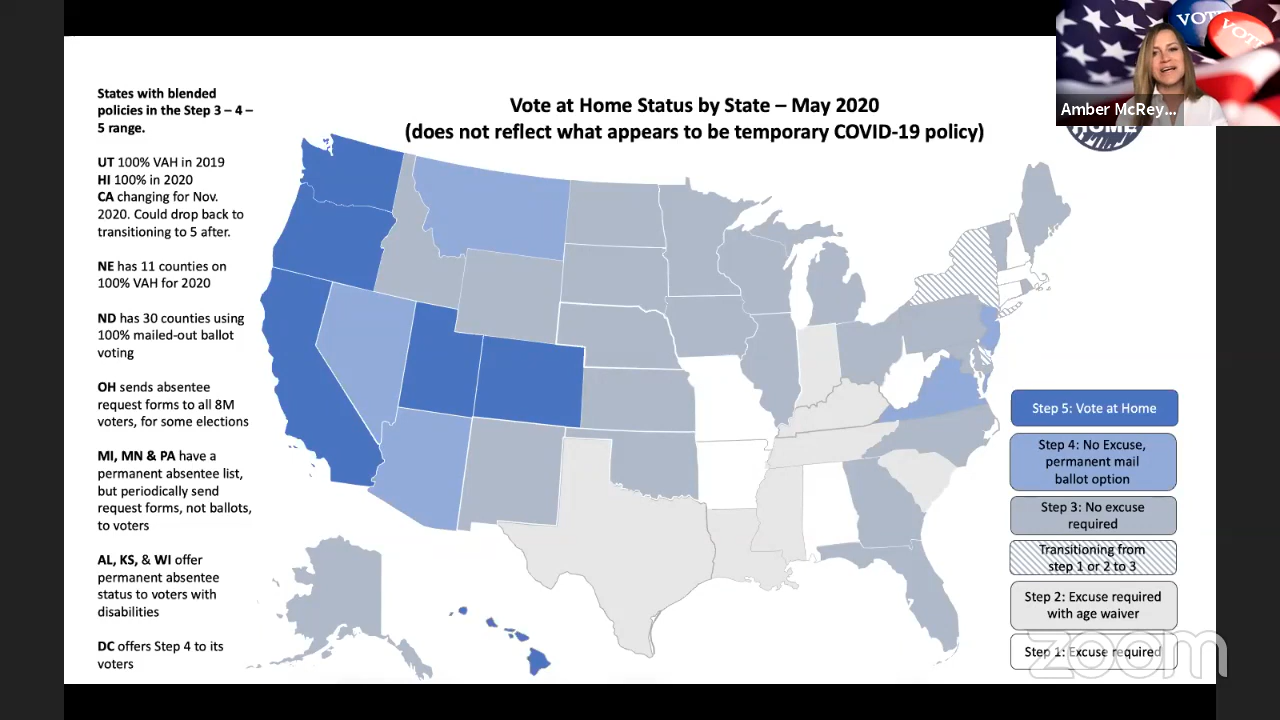 VOTE
VOTE
Amber McRey...
HOME
Vote at Home Status by State – May 2020
(does not reflect what appears to be temporary COVID-19 policy)
States with blended
policies in the Step 3 – 4 –
5 range.
UT 100% VAH in 2019
HI 100% in 2020
CA changing for Nov.
2020. Could drop back to
transitioning to 5 after.
NE has 11 counties on
100% VAH for 2020
ND has 30 counties using
100% mailed-out ballot
voting
OH sends absentee
request forms to all 8M
voters, for some elections
MI, MN & PA have a
permanent absentee list,
but periodically send
request forms, not ballots,
to voters
AL, KS, & WI offer
permanent absentee
status to voters with
disabilities
DC offers Step 4 to its
voters
Step 5: Vote at Home
Step 4: No Excuse,
permanent mail
ballot option
Step 3: No excuse
required
Transitioning from
step 1 or 2 to 3
Step 2: Excuse required
with age waiver
Step 1: Excuse required
zoom